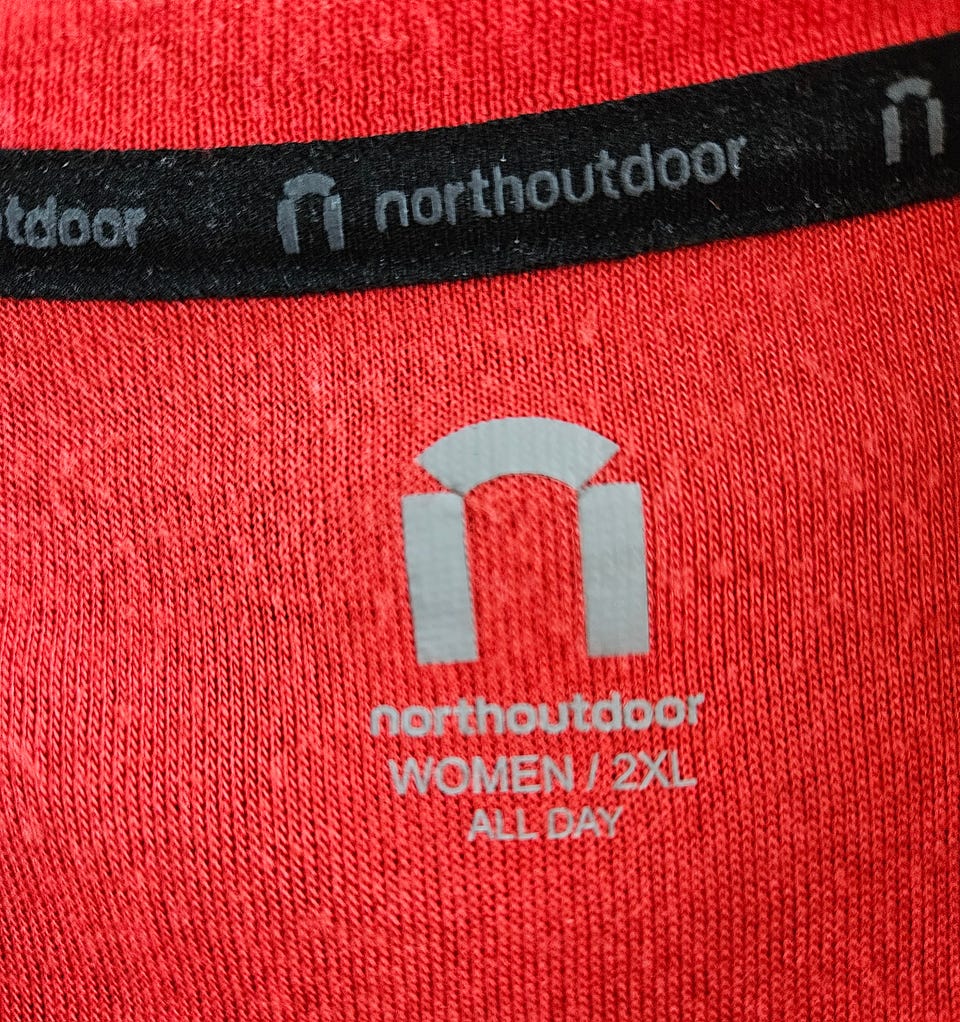 tdoor northoutdoor
northoutdoor
WOMEN / 2XL
ALL DAY